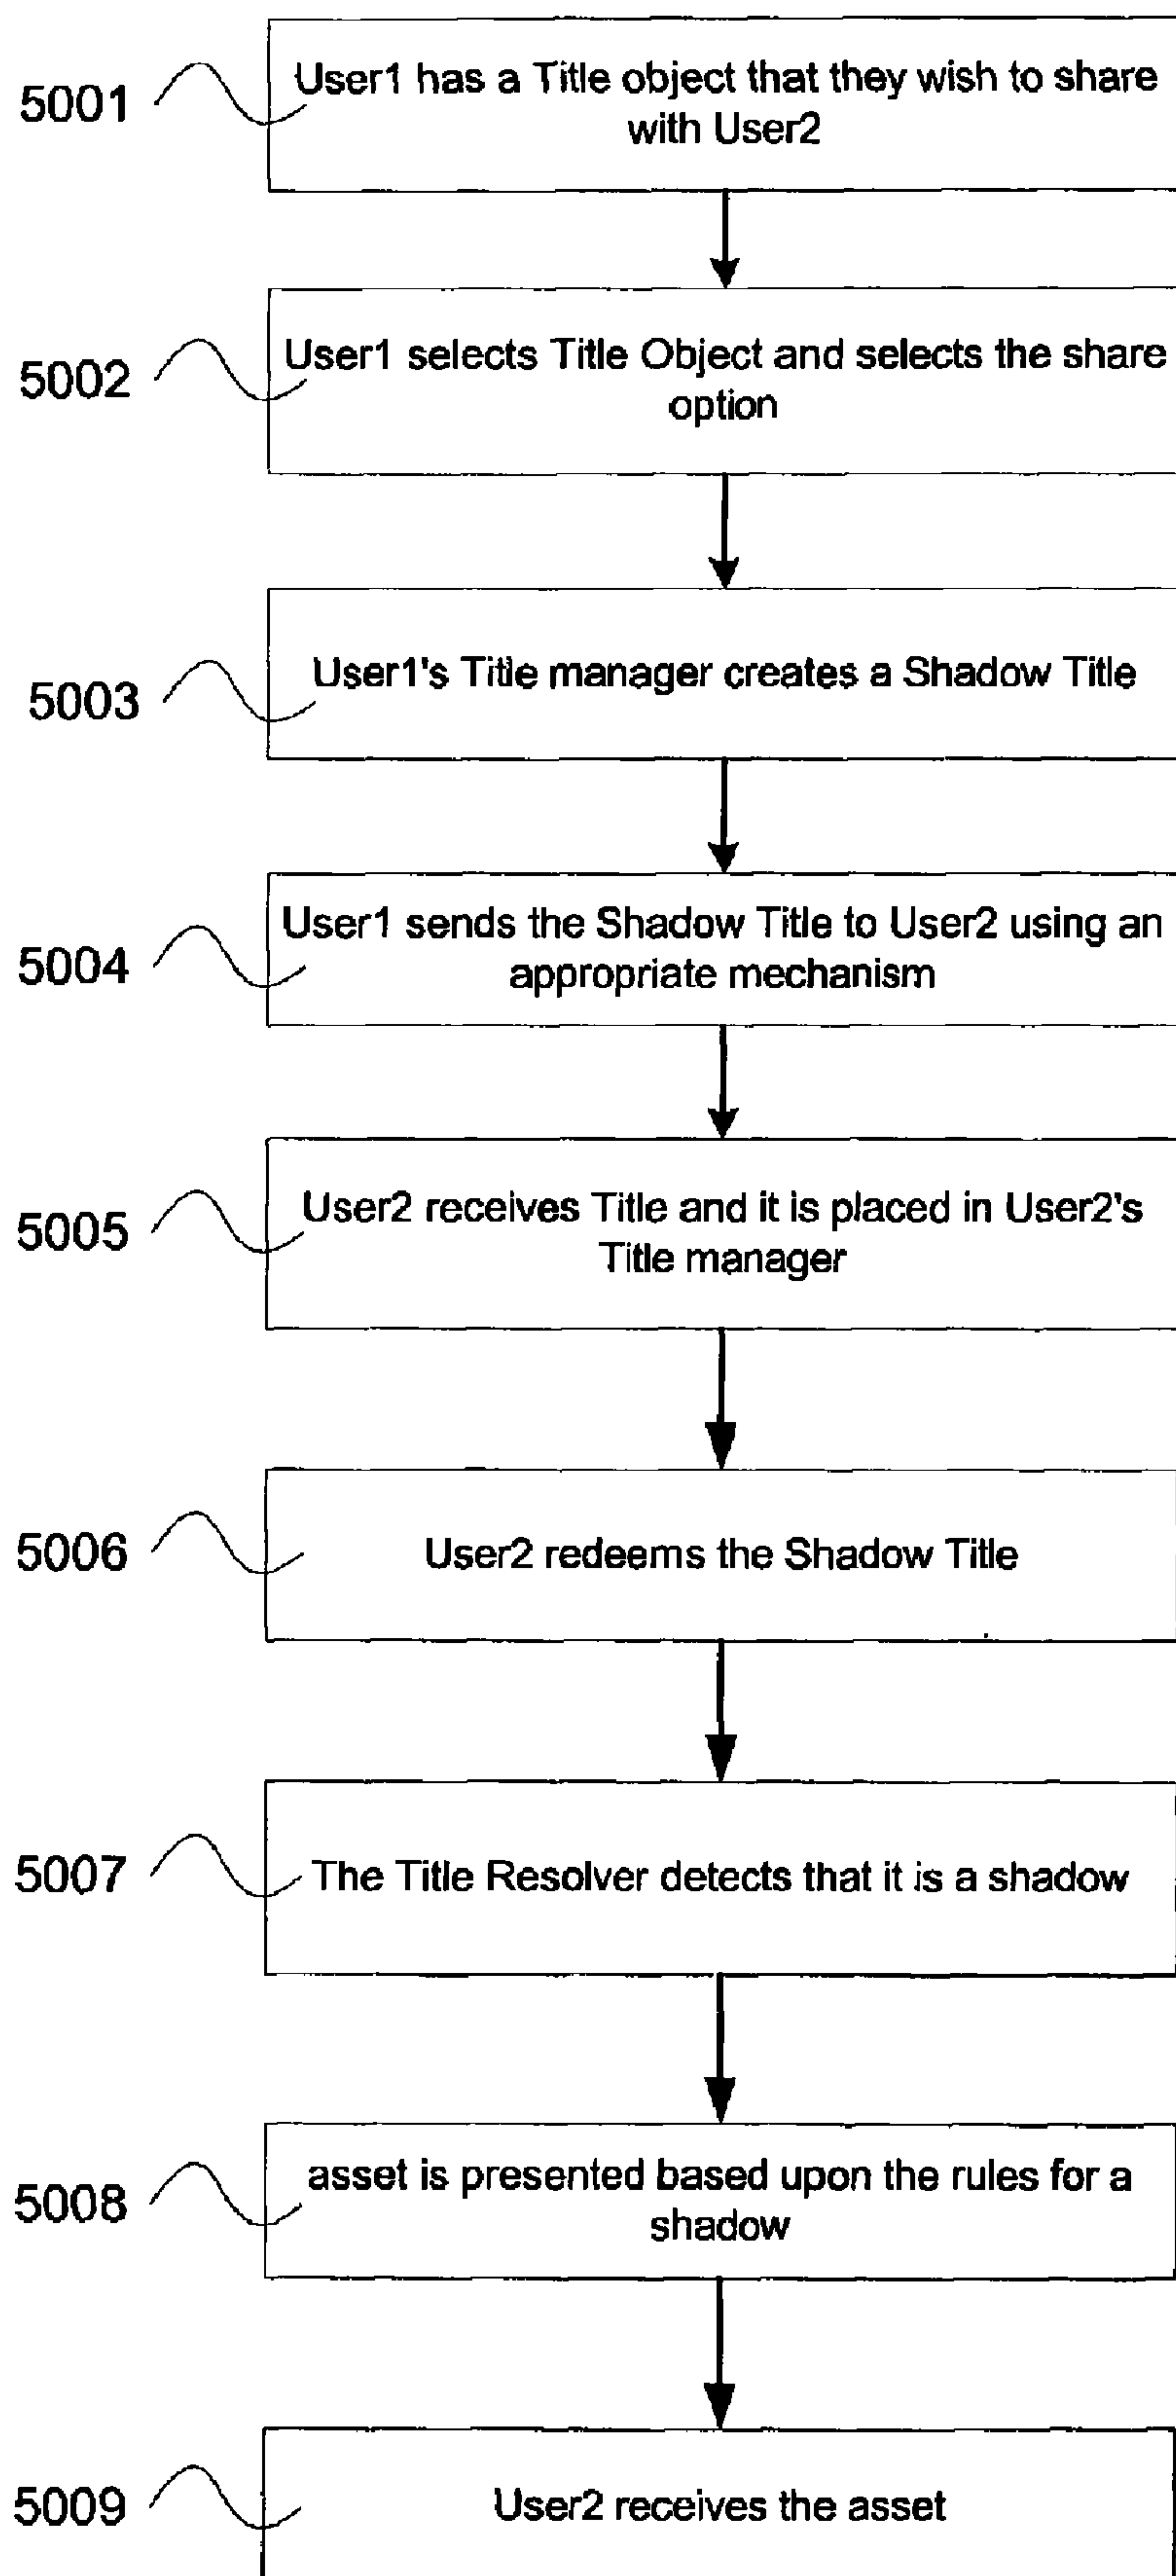 5001
User1 has a Title object that they wish to share
with User2
5002
User1 selects Title Object and selects the share
option
5003
User1's Title manager creates a Shadow Title
5004
User1 sends the Shadow Title to User2 using an
appropriate mechanism
5005
User2 receives Title and it is placed in User2's
Title manager
5006
User2 redeems the Shadow Title
5007
The Title Resolver detects that it is a shadow
5008
asset is presented based upon the rules for a
shadow
5009
User2 receives the asset